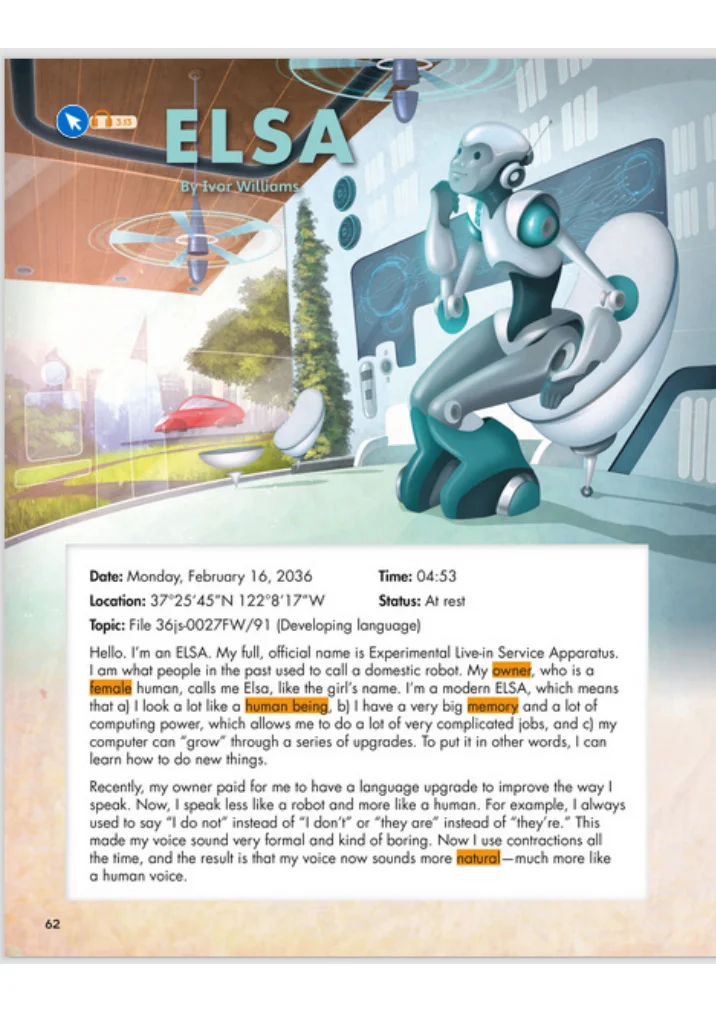 3.13
ELSA
By Ivor Williams
Date: Monday, February 16, 2036 Time: 04:53
Location: 37°25’45”N 122°8’17”W Status: At rest
Topic: File 36js-0027FW/91 (Developing language)
Hello. I’m an ELSA. My full, official name is Experimental Live-in Service Apparatus.
I am what people in the past used to call a domestic robot. My owner, who is a
female human, calls me Elsa, like the girl’s name. I’m a modern ELSA, which means
that a) I look a lot like a human being, b) I have a very big memory and a lot of
computing power, which allows me to do a lot of very complicated jobs, and c) my
computer can “grow” through a series of upgrades. To put it in other words, I can
learn how to do new things.
Recently, my owner paid for me to have a language upgrade to improve the way I
speak. Now, I speak less like a robot and more like a human. For example, I always
used to say “I do not” instead of “I don’t” or “they are” instead of “they’re.” This
made my voice sound very formal and kind of boring. Now I use contractions all
the time, and the result is that my voice now sounds more natural—much more like
a human voice.
62